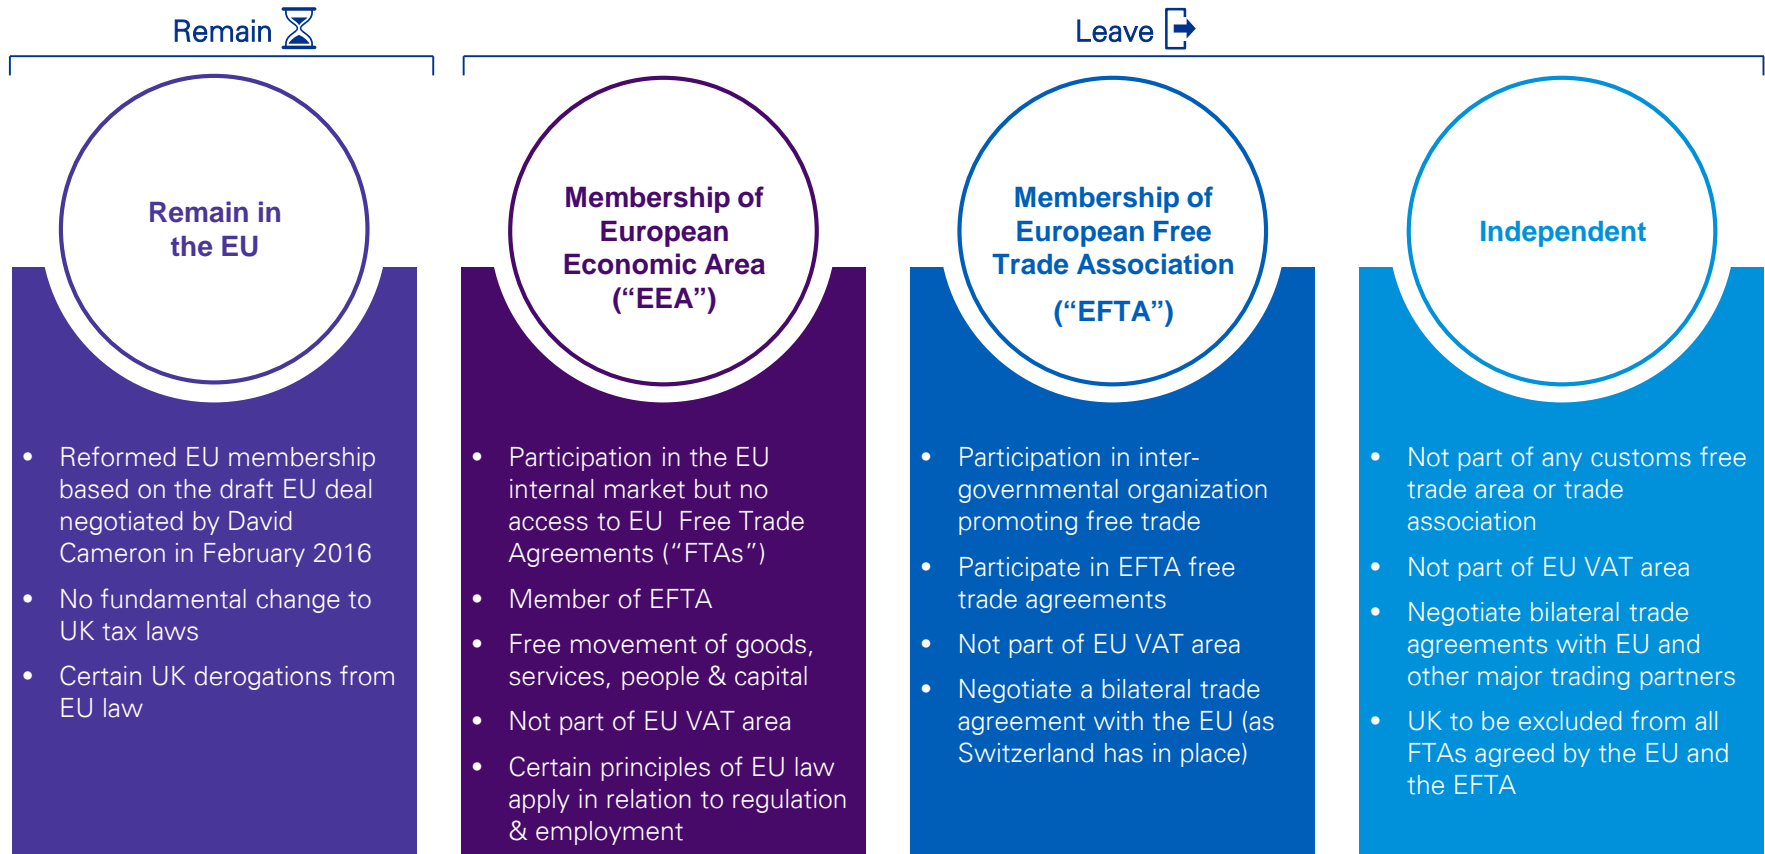 Remain
Leave
Remain in
the EU
Membership of
European
Economic Area
(“EEA”)
Membership of
European Free
Trade Association
(“EFTA”)
Independent
• Reformed EU membership
based on the draft EU deal
negotiated by David
Cameron in February 2016
• No fundamental change to
UK tax laws
• Certain UK derogations from
EU law
• Participation in the EU
internal market but no
access to EU Free Trade
Agreements (“FTAs”)
• Member of EFTA
• Free movement of goods,
services, people & capital
• Not part of EU VAT area
• Certain principles of EU law
apply in relation to regulation
& employment
• Participation in inter-
governmental organization
promoting free trade
• Participate in EFTA free
trade agreements
• Not part of EU VAT area
• Negotiate a bilateral trade
agreement with the EU (as
Switzerland has in place)
• Not part of any customs free
trade area or trade
association
• Not part of EU VAT area
• Negotiate bilateral trade
agreements with EU and
other major trading partners
• UK to be excluded from all
FTAs agreed by the EU and
the EFTA